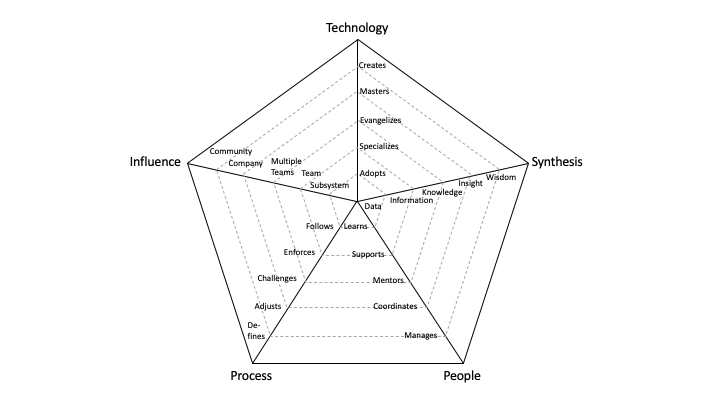 Technology
Creates
Masters
Evangelizes
Specializes
Adopts
Influence
Community
Company
Multiple
Teams
Team
Subsystem
Synthesis
Wisdom
Insight
Knowledge
Information
Data
Follows
Learns
Enforces
Supports
Challenges
Mentors
Adjusts
Coordinates
De-
fines
Manages
Process
People